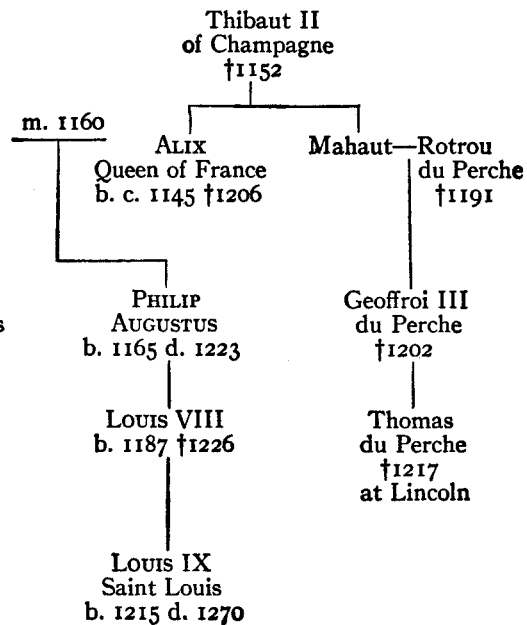 Thibaut II
of Champagne
†1152
m. 1160
ALIX
Queen of France
b. c. 1145 †1206
Mahaut—Rotrou
du Perche
†1191
PHILIP
AUGUSTUS
b. 1165 d. 1223
s
Geoffroi III
du Perche
†1202
LOUIS VIII
b. 1187 †1226
Thomas
du Perche
†1217
at Lincoln
LOUIS IX
Saint Louis
b. 1215 d. 1270